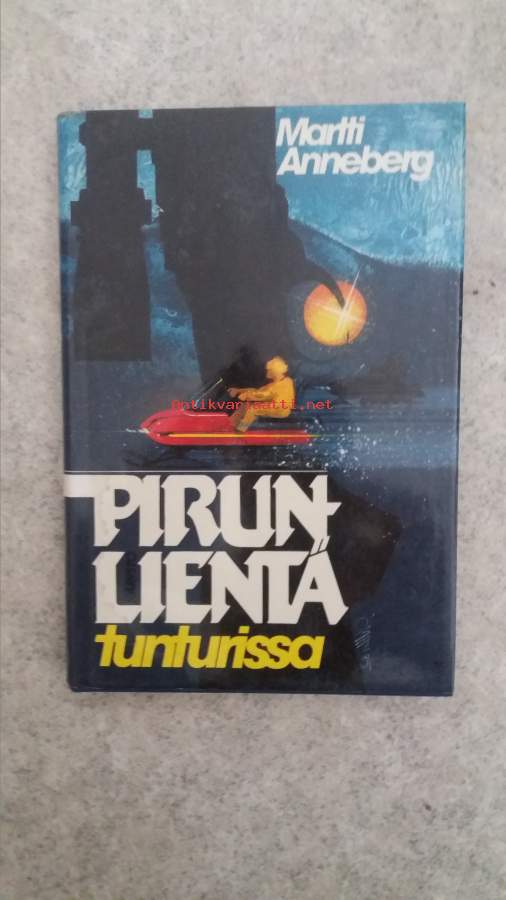 Martti
Anneberg
Antikvariaatti.net
PIRUN-
LIENTÄ
tunturissa